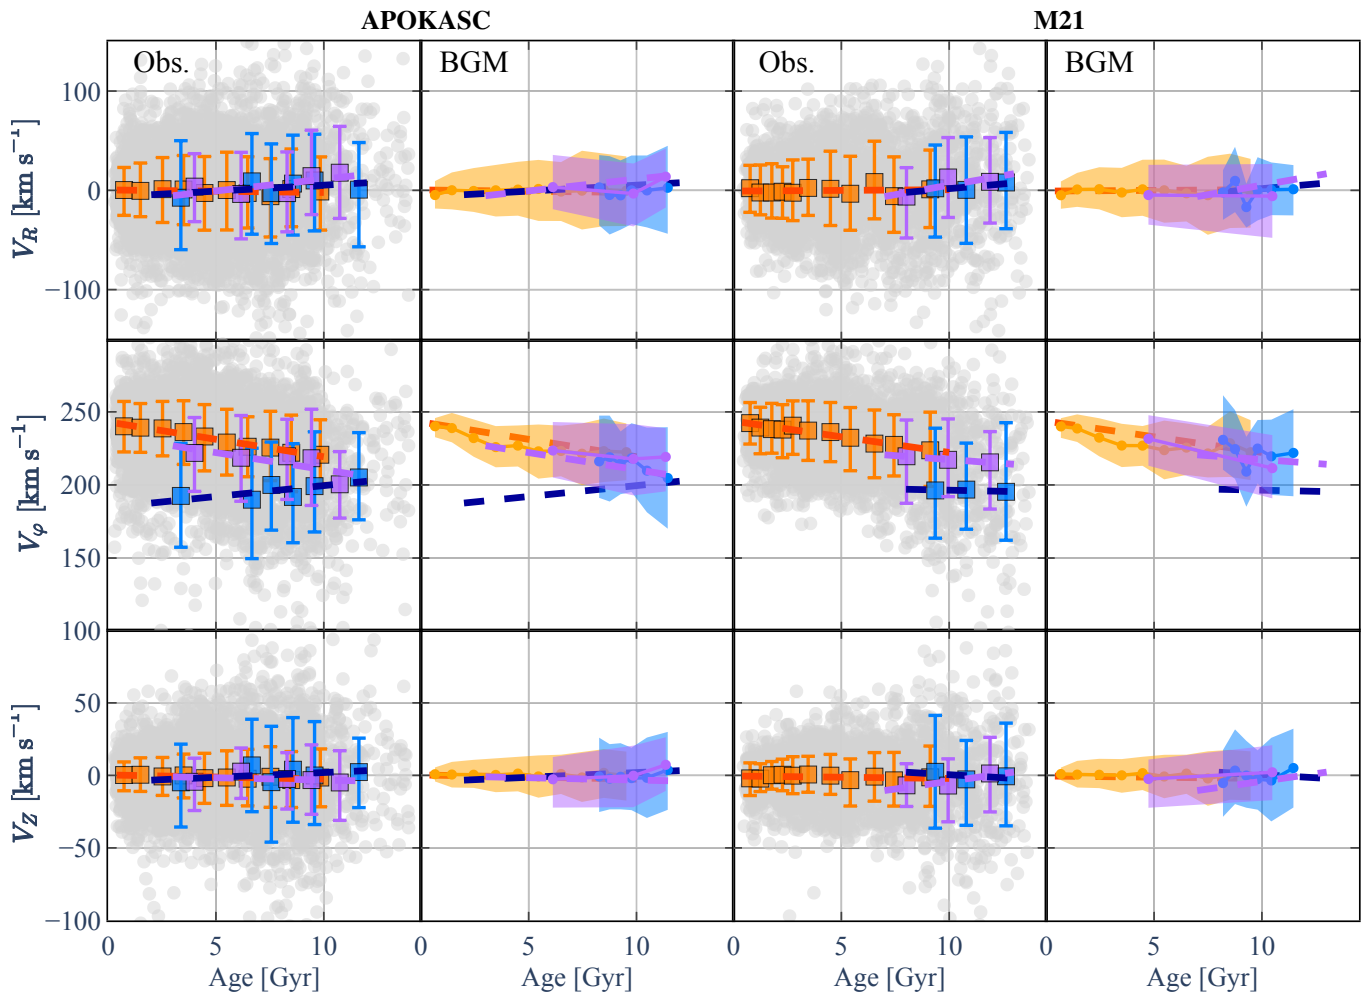 APOKASC M21
Obs. BGM Obs. BGM
V_R [km s⁻¹]
100
0
−100
V_φ [km s⁻¹]
250
200
150
100
V_Z [km s⁻¹]
50
0
−50
−100
0 5 10 0 5 10 0 5 10 0 5 10
Age [Gyr] Age [Gyr] Age [Gyr] Age [Gyr]